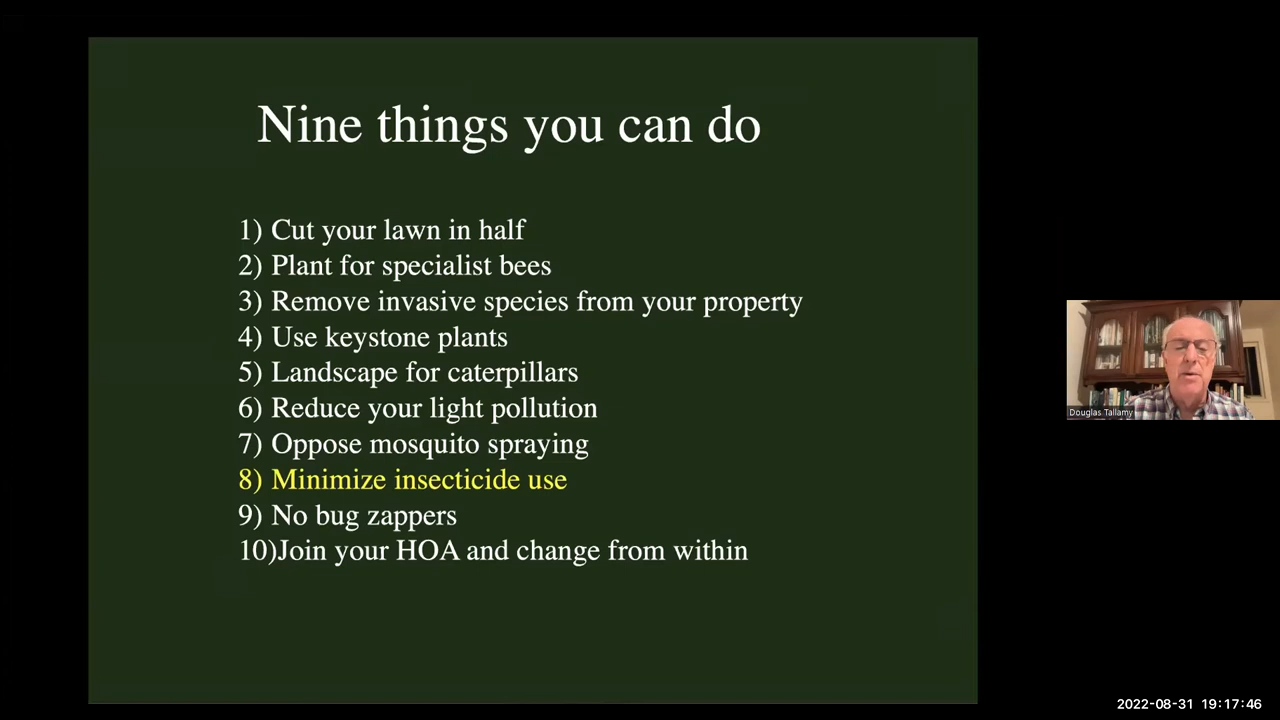 Nine things you can do
1) Cut your lawn in half
2) Plant for specialist bees
3) Remove invasive species from your property
4) Use keystone plants
5) Landscape for caterpillars
6) Reduce your light pollution
7) Oppose mosquito spraying
8) Minimize insecticide use
9) No bug zappers
10)Join your HOA and change from within
Douglas Tallamy
2022-08-31 19:17:46